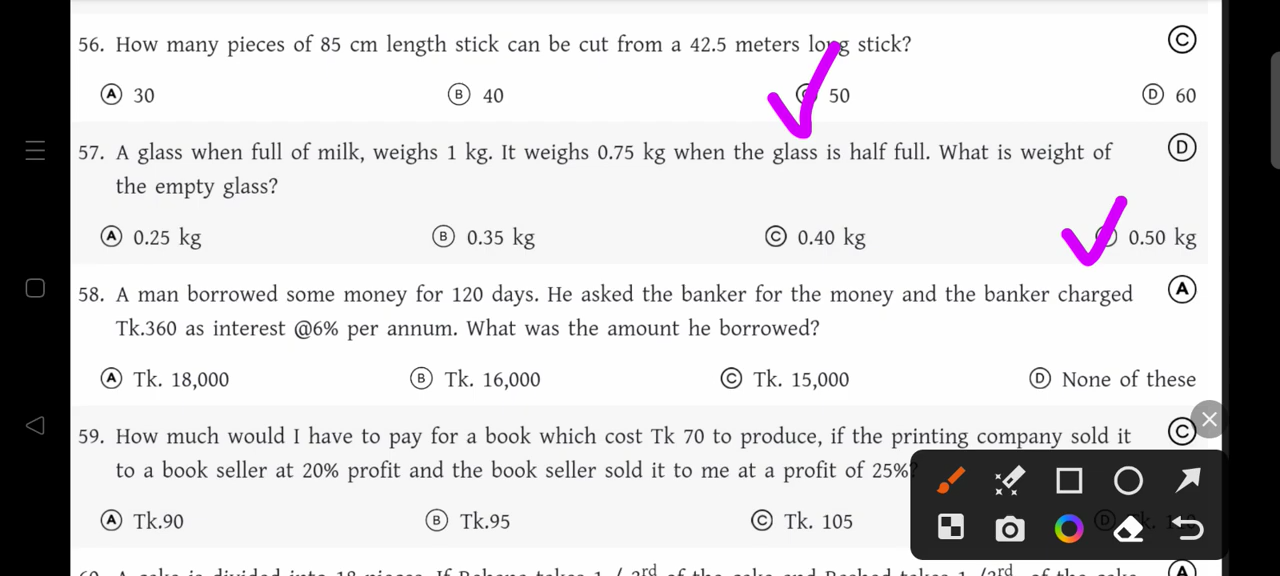 56. How many pieces of 85 cm length stick can be cut from a 42.5 meters long stick? C
A 30 B 40 50 D 60
57. A glass when full of milk, weighs 1 kg. It weighs 0.75 kg when the glass is half full. What is weight of D
the empty glass?
A 0.25 kg B 0.35 kg C 0.40 kg 0.50 kg
58. A man borrowed some money for 120 days. He asked the banker for the money and the banker charged A
Tk.360 as interest @6% per annum. What was the amount he borrowed?
A Tk. 18,000 B Tk. 16,000 C Tk. 15,000 D None of these
59. How much would I have to pay for a book which cost Tk 70 to produce, if the printing company sold it C
to a book seller at 20% profit and the book seller sold it to me at a profit of 25%?
A Tk.90 B Tk.95 C Tk. 105 D